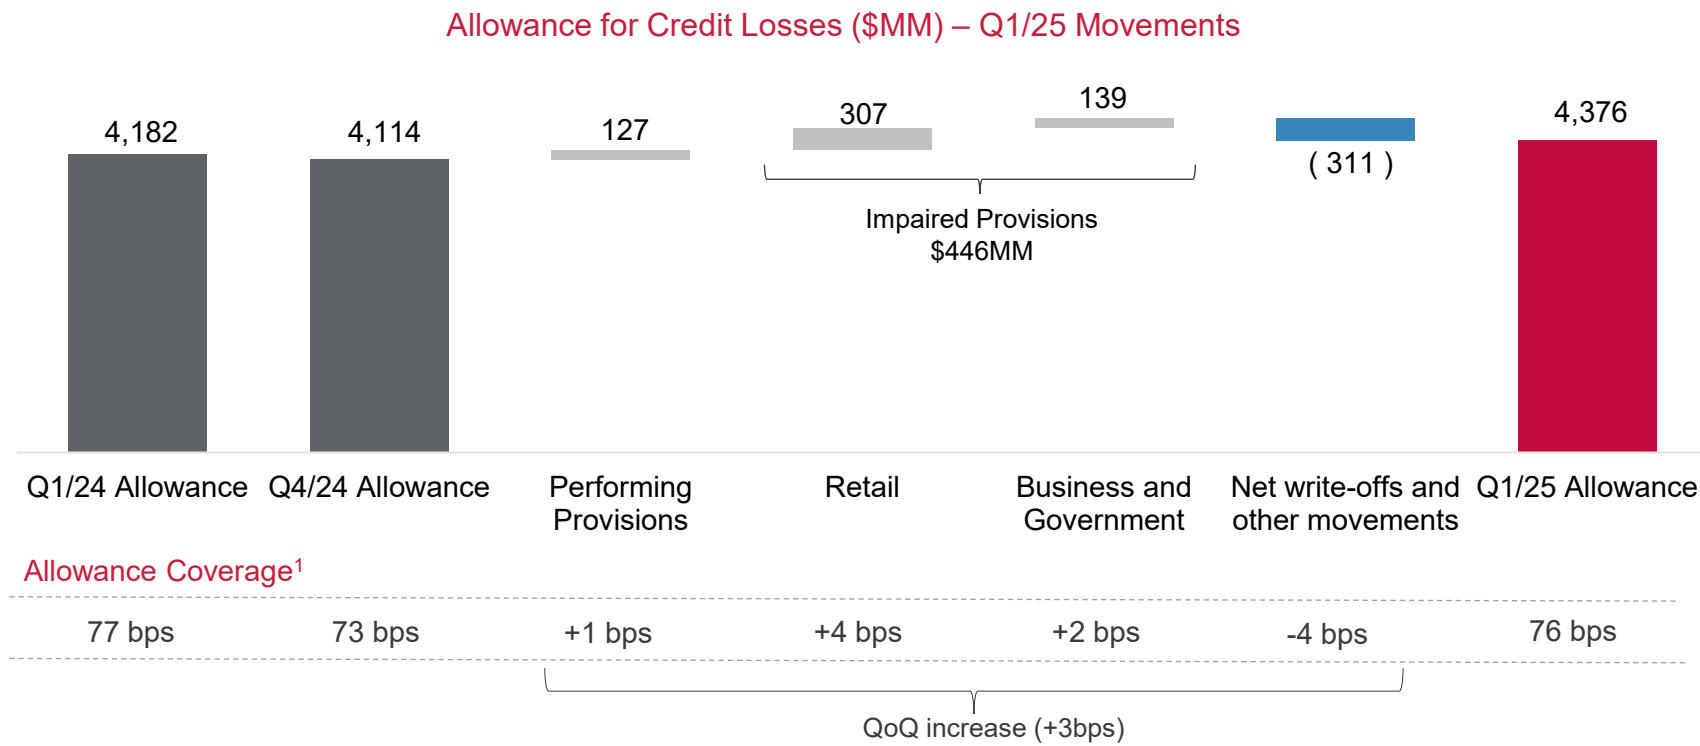 Allowance for Credit Losses ($MM) – Q1/25 Movements
4,182
4,114
127
307
139
( 311 )
4,376
Impaired Provisions
$446MM
Q1/24 Allowance
Q4/24 Allowance
Performing
Provisions
Retail
Business and
Government
Net write-offs and
other movements
Q1/25 Allowance
Allowance Coverage¹
77 bps
73 bps
+1 bps
+4 bps
+2 bps
-4 bps
76 bps
QoQ increase (+3bps)